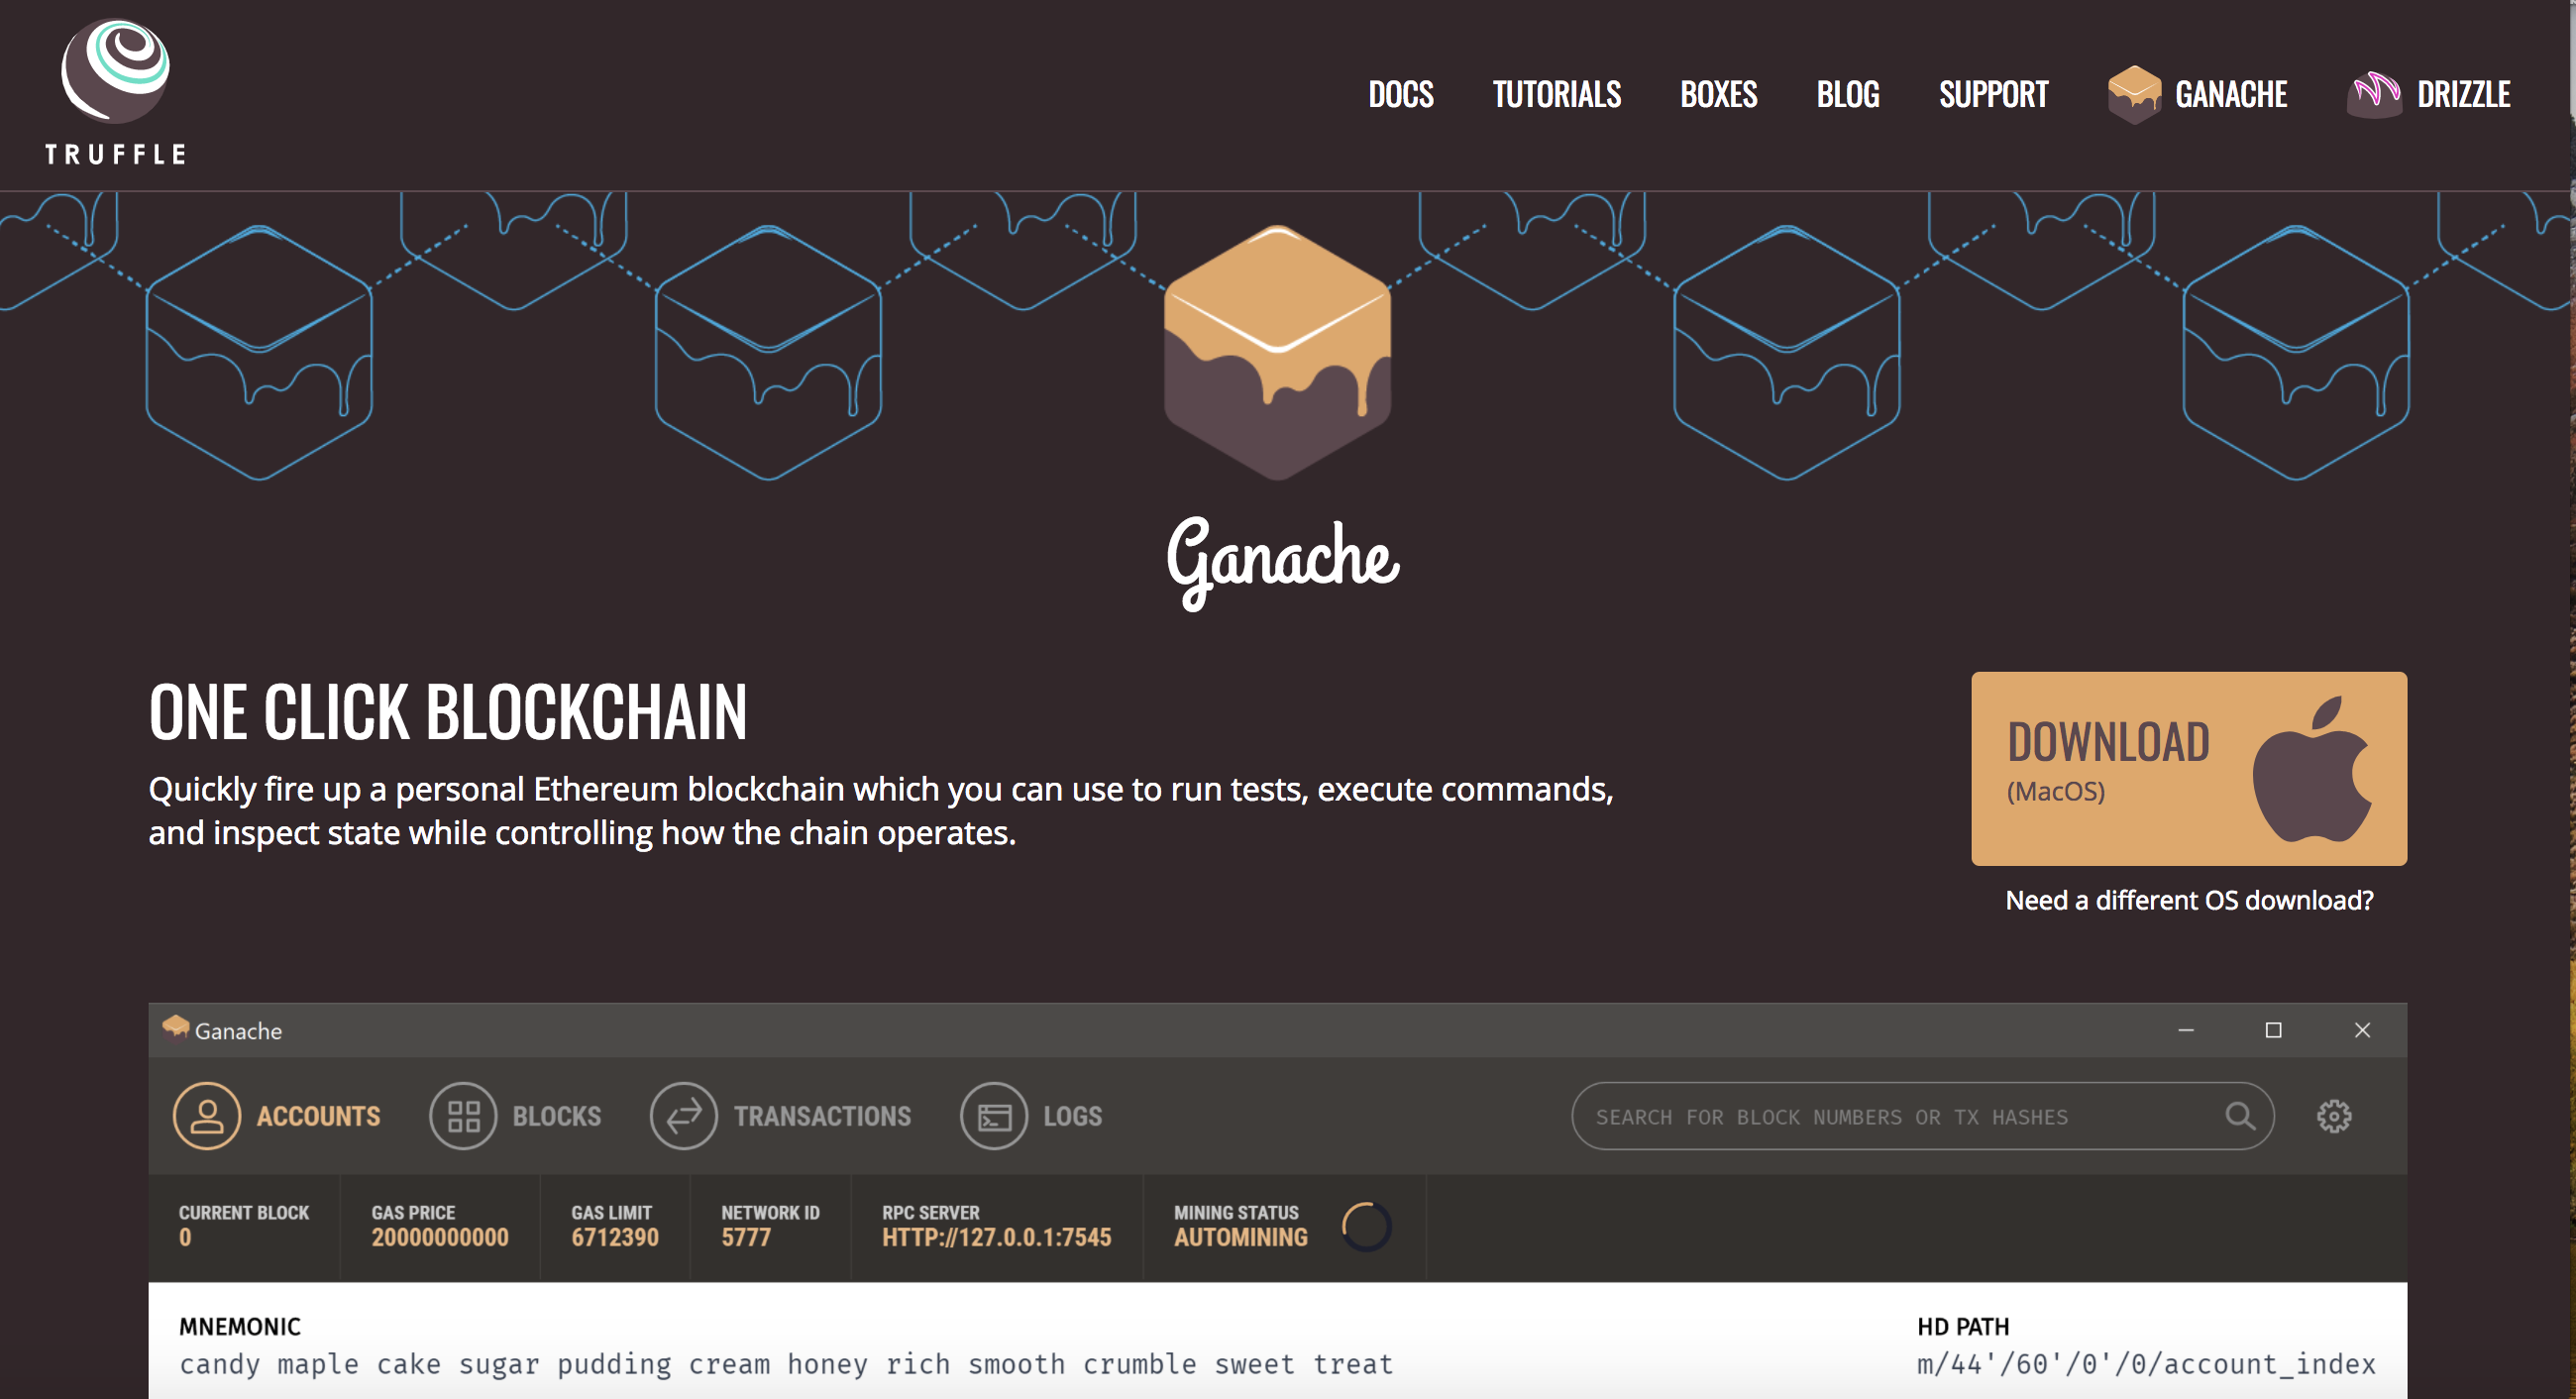 TRUFFLE
DOCS TUTORIALS BOXES BLOG SUPPORT GANACHE DRIZZLE
Ganache
ONE CLICK BLOCKCHAIN
Quickly fire up a personal Ethereum blockchain which you can use to run tests, execute commands,
and inspect state while controlling how the chain operates.
DOWNLOAD
(MacOS)
Need a different OS download?
Ganache
ACCOUNTS BLOCKS TRANSACTIONS LOGS SEARCH FOR BLOCK NUMBERS OR TX HASHES
CURRENT BLOCK GAS PRICE GAS LIMIT NETWORK ID RPC SERVER MINING STATUS
0 20000000000 6712390 5777 HTTP://127.0.0.1:7545 AUTOMINING
MNEMONIC HD PATH
candy maple cake sugar pudding cream honey rich smooth crumble sweet treat m/44'/60'/0'/0/account_index